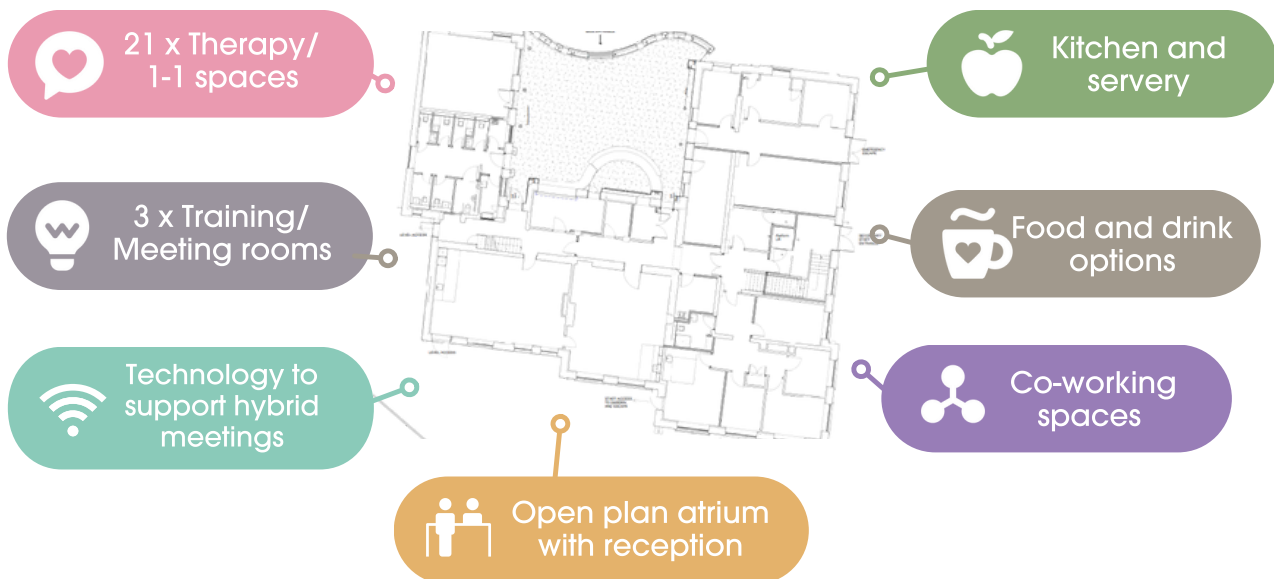 21 x Therapy/
1-1 spaces
Kitchen and
servery
3 x Training/
Meeting rooms
Food and drink
options
Technology to
support hybrid
meetings
Co-working
spaces
Open plan atrium
with reception